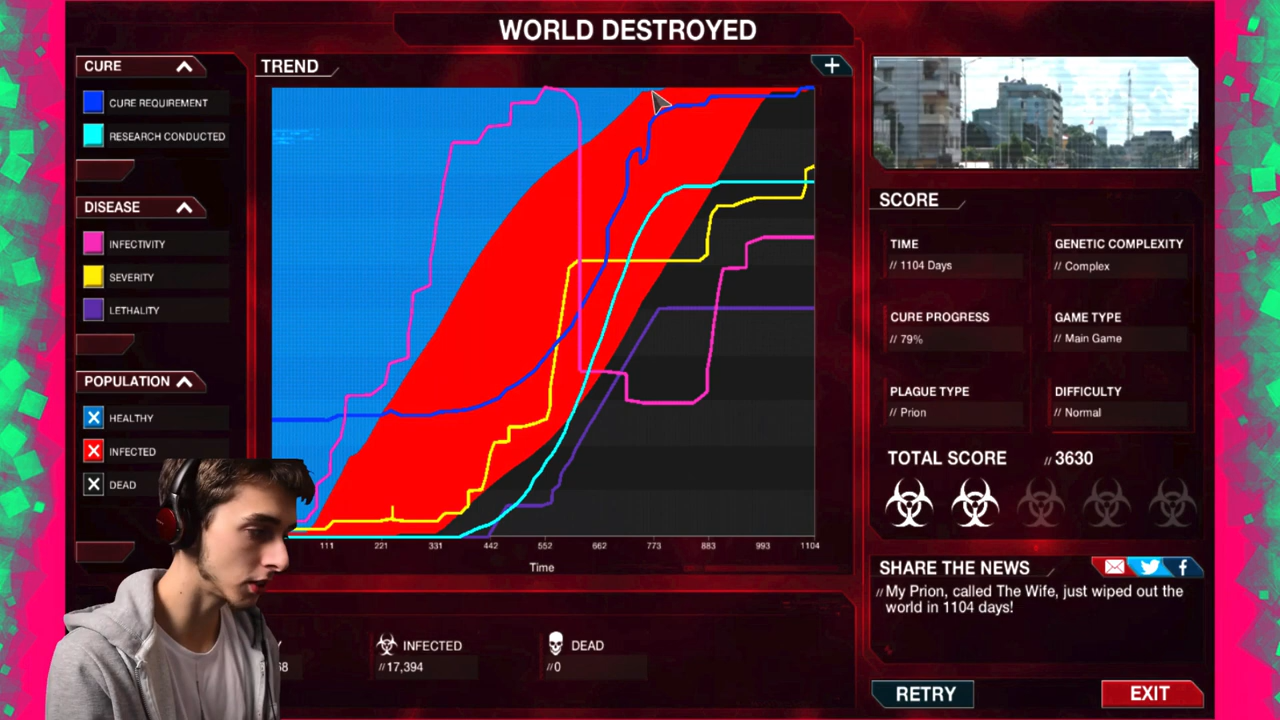 WORLD DESTROYED
CURE
CURE REQUIREMENT
RESEARCH CONDUCTED
DISEASE
INFECTIVITY
SEVERITY
LETHALITY
POPULATION
HEALTHY
INFECTED
DEAD
TREND
+
111 221 331 442 552 662 773 883 993 1104
Time
INFECTED
//17,394
DEAD
//0
SCORE
TIME
// 1104 Days
GENETIC COMPLEXITY
// Complex
CURE PROGRESS
// 79%
GAME TYPE
// Main Game
PLAGUE TYPE
// Prion
DIFFICULTY
// Normal
TOTAL SCORE // 3630
SHARE THE NEWS
// My Prion, called The Wife, just wiped out the
world in 1104 days!
RETRY
EXIT